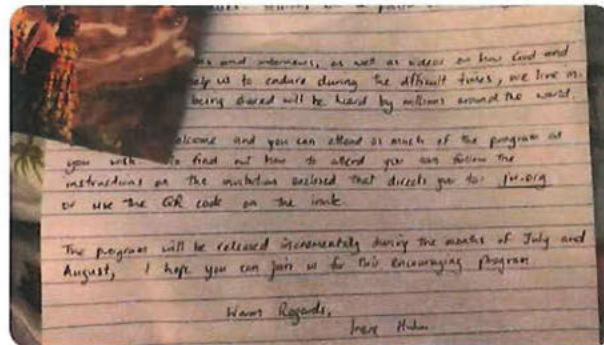 and interviews, as well as videos on how God and
help us to endure during the difficult times, we live in.
being shared will be heard by millions around the world.
welcome and you can attend as much of the program as
you wish. To find out how to attend you can follow the
instructions on the invitation enclosed that directs you to: jw.org
or use the QR code on the invite.
The program will be released incrementally during the months of July and
August, I hope you can join us for this encouraging program
Warm Regards,
Irene